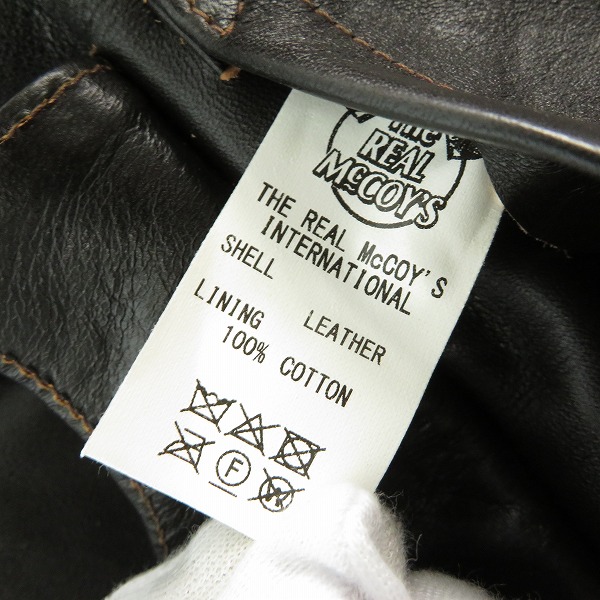 The
REAL
McCOY'S
THE REAL McCOY'S
INTERNATIONAL
SHELL
LEATHER
LINING
100% COTTON
F